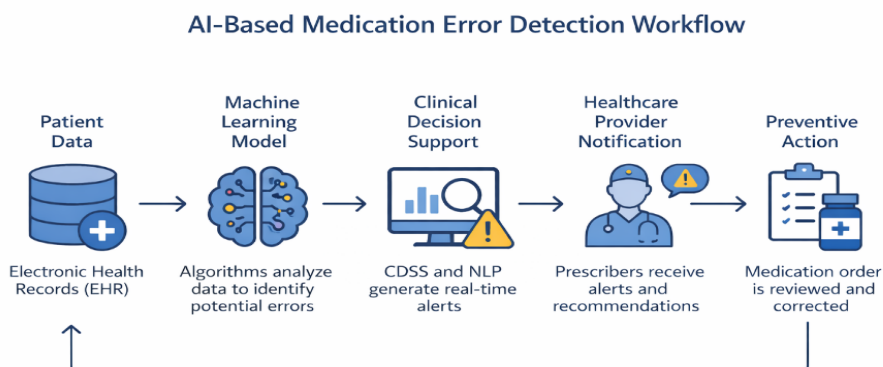 AI-Based Medication Error Detection Workflow
Patient
Data
Machine
Learning
Model
Clinical
Decision
Support
Healthcare
Provider
Notification
Preventive
Action
Electronic Health
Records (EHR)
Algorithms analyze
data to identify
potential errors
CDSS and NLP
generate real-time
alerts
Prescribers receive
alerts and
recommendations
Medication order
is reviewed and
corrected